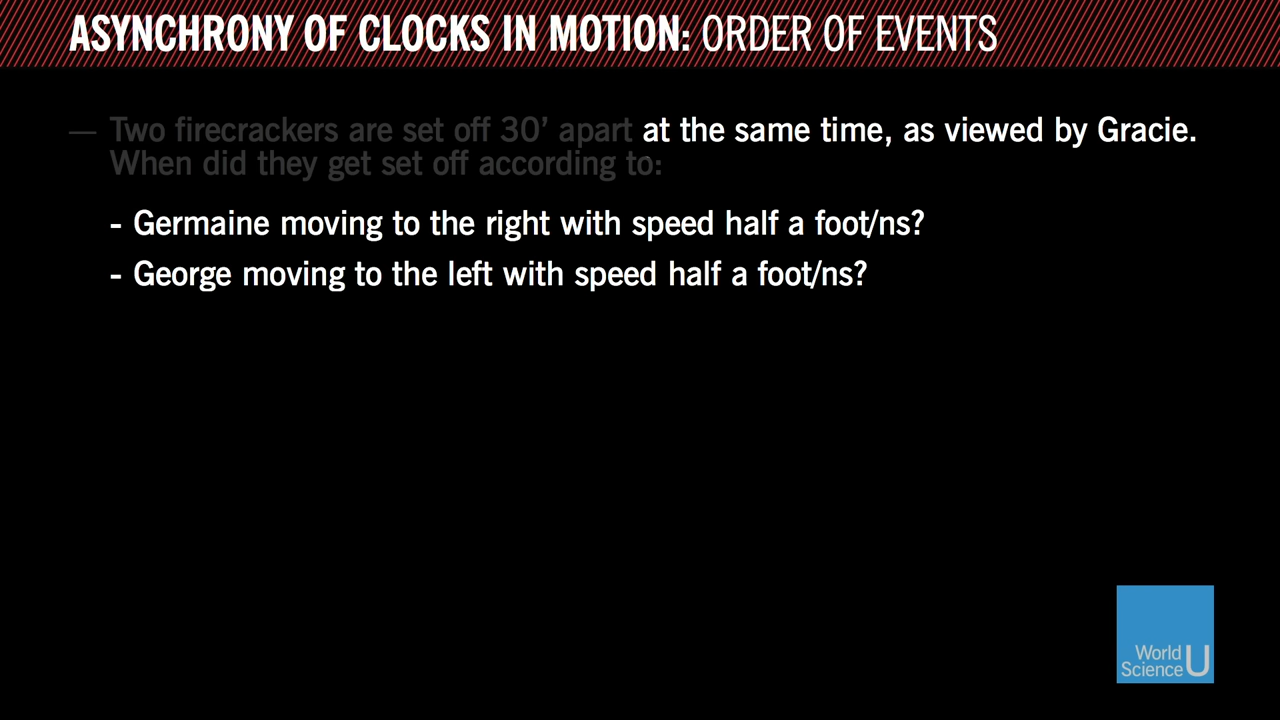 ASYNCHRONY OF CLOCKS IN MOTION: ORDER OF EVENTS
— Two firecrackers are set off 30’ apart at the same time, as viewed by Gracie.
When did they get set off according to:
- Germaine moving to the right with speed half a foot/ns?
- George moving to the left with speed half a foot/ns?
World
Science U